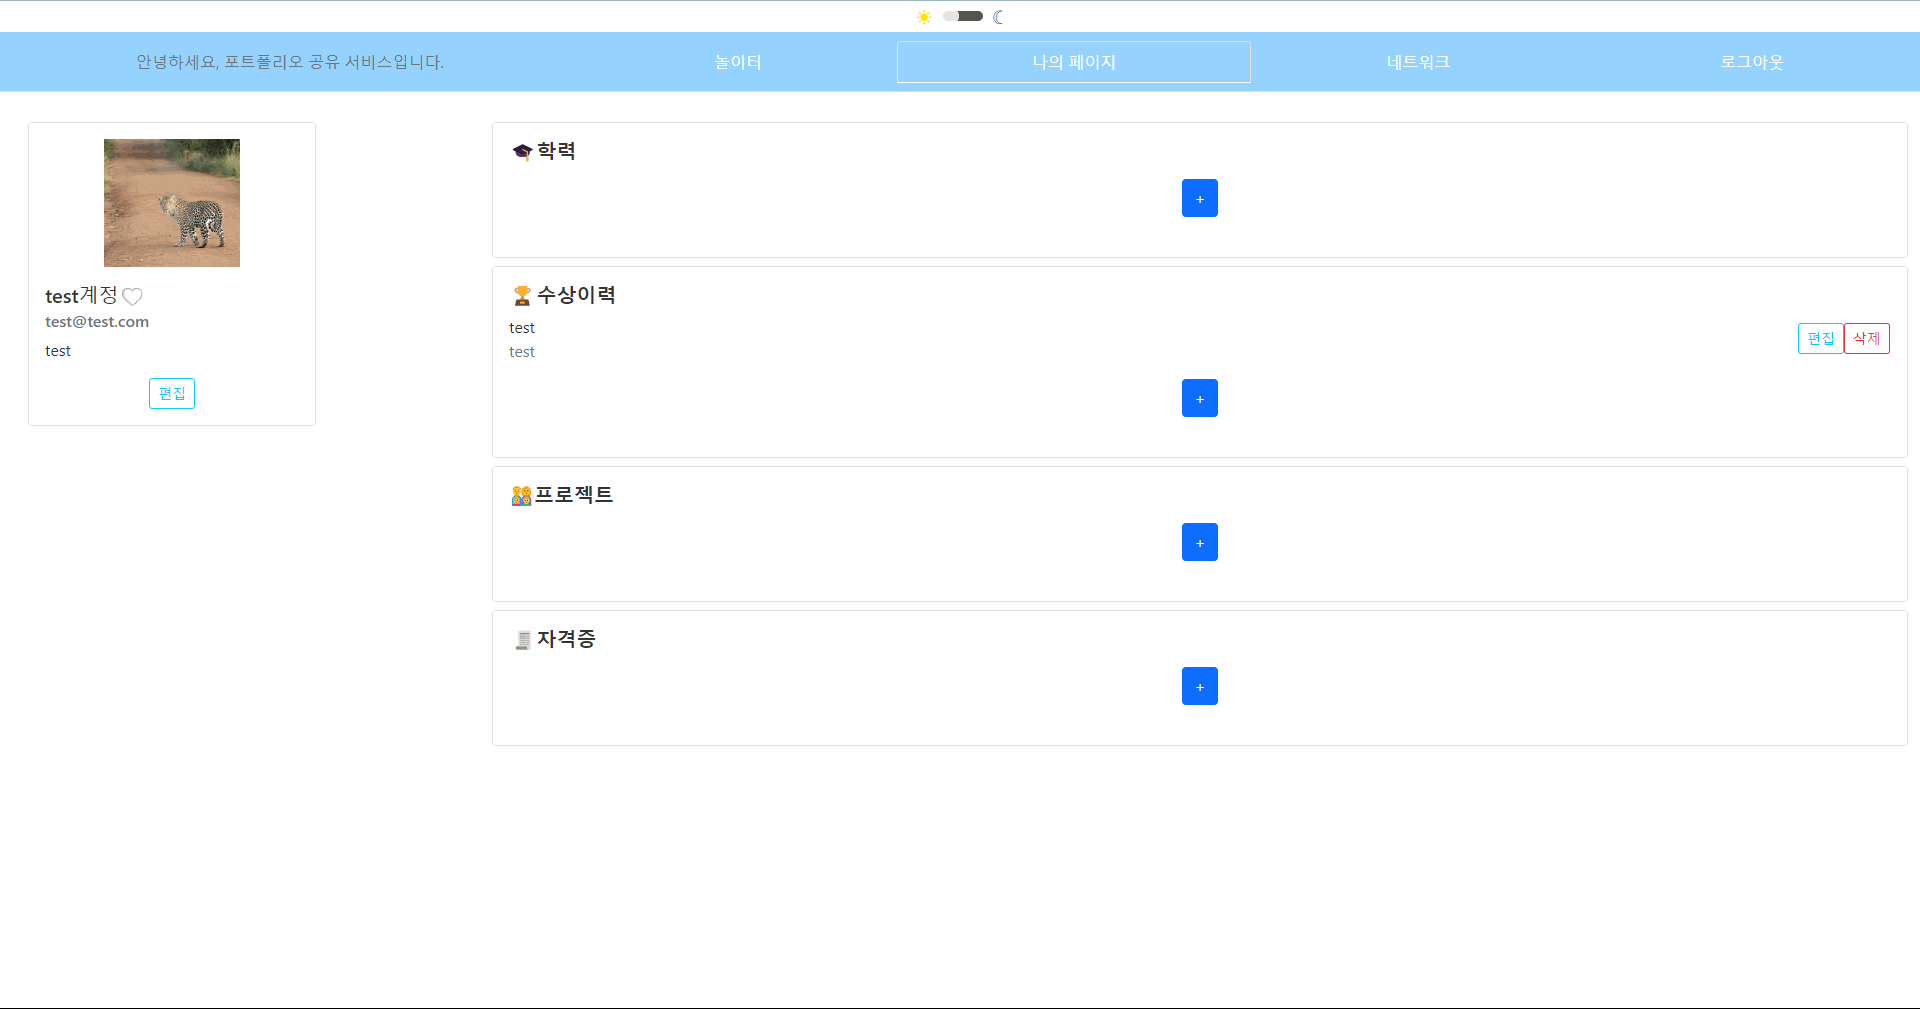 안녕하세요, 포트폴리오 공유 서비스입니다. 놀이터 나의 페이지 네트워크 로그아웃
test계정
test@test.com
test
편집
학력
+
수상이력
test
test
편집 삭제
+
프로젝트
+
자격증
+